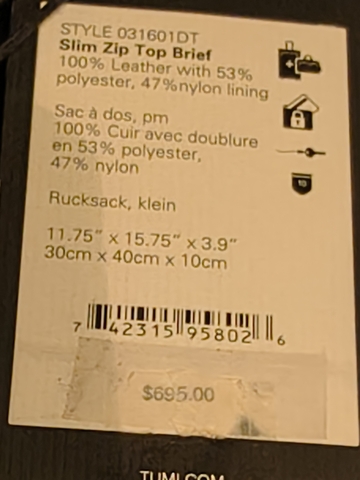 STYLE 031601DT
Slim Zip Top Brief
100% Leather with 53%
polyester, 47%nylon lining
Sac à dos, pm
100% Cuir avec doublure
en 53% polyester,
47% nylon
Rucksack, klein
11.75" x 15.75" x 3.9"
30cm x 40cm x 10cm
7 42315 95802 6
$695.00
TUMI.COM